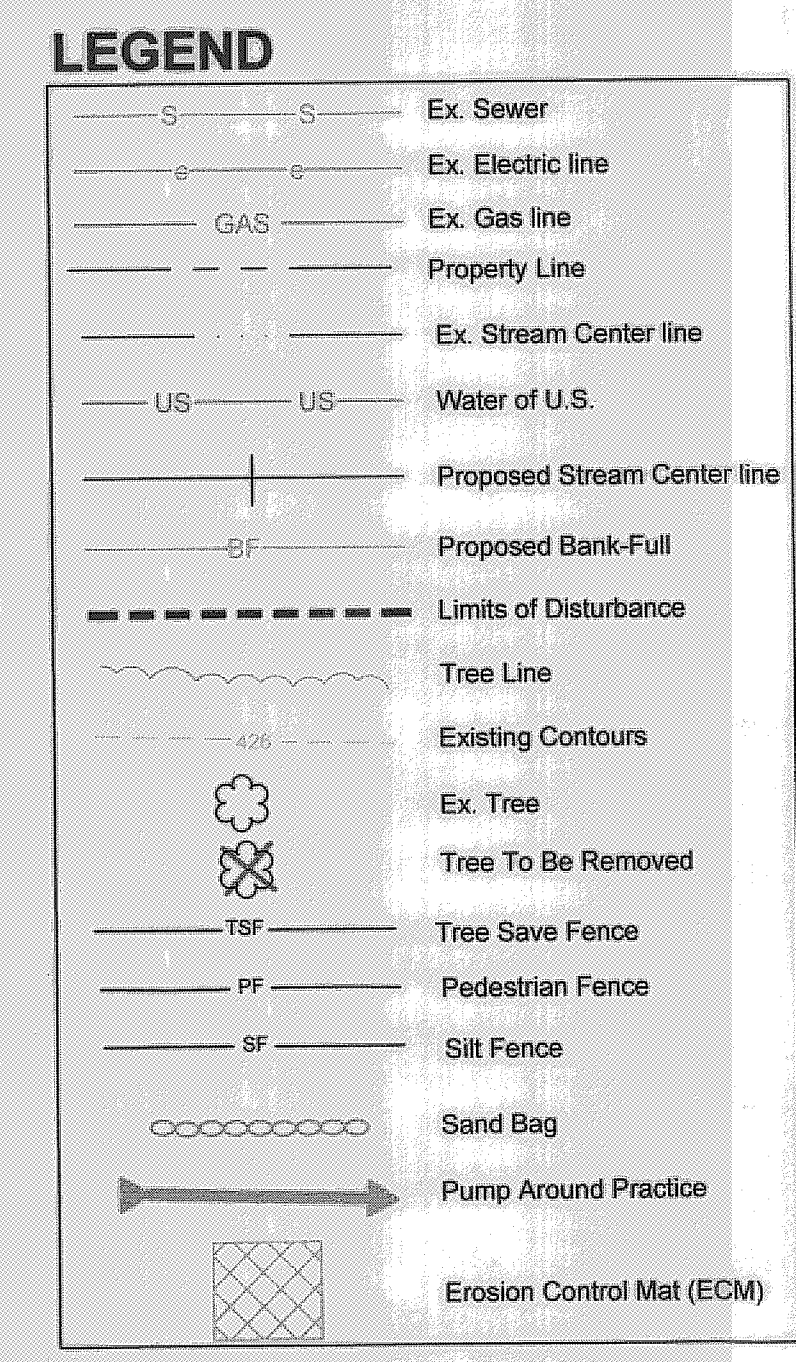 LEGEND
S S Ex. Sewer
e e Ex. Electric line
GAS Ex. Gas line
Property Line
Ex. Stream Center line
US US Water of U.S.
Proposed Stream Center line
BF Proposed Bank-Full
Limits of Disturbance
Tree Line
426 Existing Contours
Ex. Tree
Tree To Be Removed
TSF Tree Save Fence
PF Pedestrian Fence
SF Silt Fence
Sand Bag
Pump Around Practice
Erosion Control Mat (ECM)